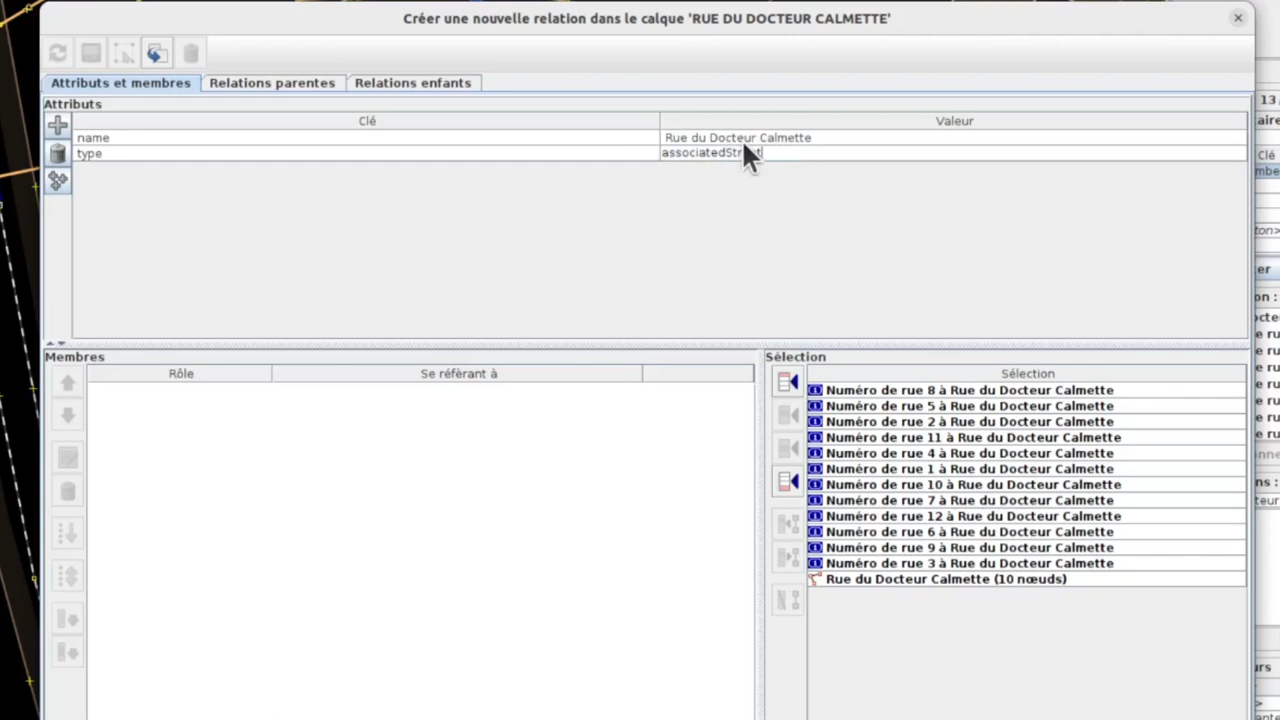 Créer une nouvelle relation dans le calque 'RUE DU DOCTEUR CALMETTE'
Attributs et membres
Relations parentes
Relations enfants
Attributs
Clé
Valeur
name
Rue du Docteur Calmette
type
Membres
Rôle
Se réfèrant à
Sélection
Sélection
Numéro de rue 8 à Rue du Docteur Calmette
Numéro de rue 5 à Rue du Docteur Calmette
Numéro de rue 2 à Rue du Docteur Calmette
Numéro de rue 11 à Rue du Docteur Calmette
Numéro de rue 4 à Rue du Docteur Calmette
Numéro de rue 1 à Rue du Docteur Calmette
Numéro de rue 10 à Rue du Docteur Calmette
Numéro de rue 7 à Rue du Docteur Calmette
Numéro de rue 12 à Rue du Docteur Calmette
Numéro de rue 6 à Rue du Docteur Calmette
Numéro de rue 9 à Rue du Docteur Calmette
Numéro de rue 3 à Rue du Docteur Calmette
Rue du Docteur Calmette (10 nœuds)
13
Clé